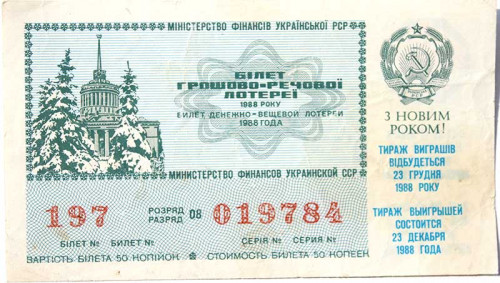 МІНІСТЕРСТВО ФІНАНСІВ УКРАЇНСЬКОЇ РСР
БІЛЕТ
ГРОШОВО-РЕЧОВОЇ
ЛОТЕРЕЇ
1988 РОКУ
БИЛЕТ ДЕНЕЖНО-ВЕЩЕВОЙ ЛОТЕРЕИ
1988 ГОДА
МИНИСТЕРСТВО ФИНАНСОВ УКРАИНСКОЙ ССР
197
РОЗРЯД
РАЗРЯД
08
019784
БІЛЕТ № БИЛЕТ №
СЕРІЯ № СЕРИЯ №
ВАРТІСТЬ БІЛЕТА 50 КОПІЙОК
СТОИМОСТЬ БИЛЕТА 50 КОПЕЕК
З НОВИМ
РОКОМ!
ТИРАЖ ВИГРАШІВ
ВІДБУДЕТЬСЯ
23 ГРУДНЯ
1988 РОКУ
ТИРАЖ ВЫИГРЫШЕЙ
СОСТОИТСЯ
23 ДЕКАБРЯ
1988 ГОДА